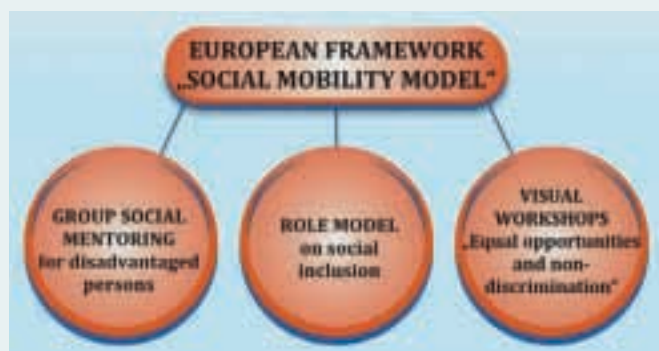 EUROPEAN FRAMEWORK
„SOCIAL MOBILITY MODEL“
GROUP SOCIAL
MENTORING
for disadvantaged
persons
ROLE MODEL
on social
inclusion
VISUAL
WORKSHOPS
„Equal opportunities
and non-
discrimination“